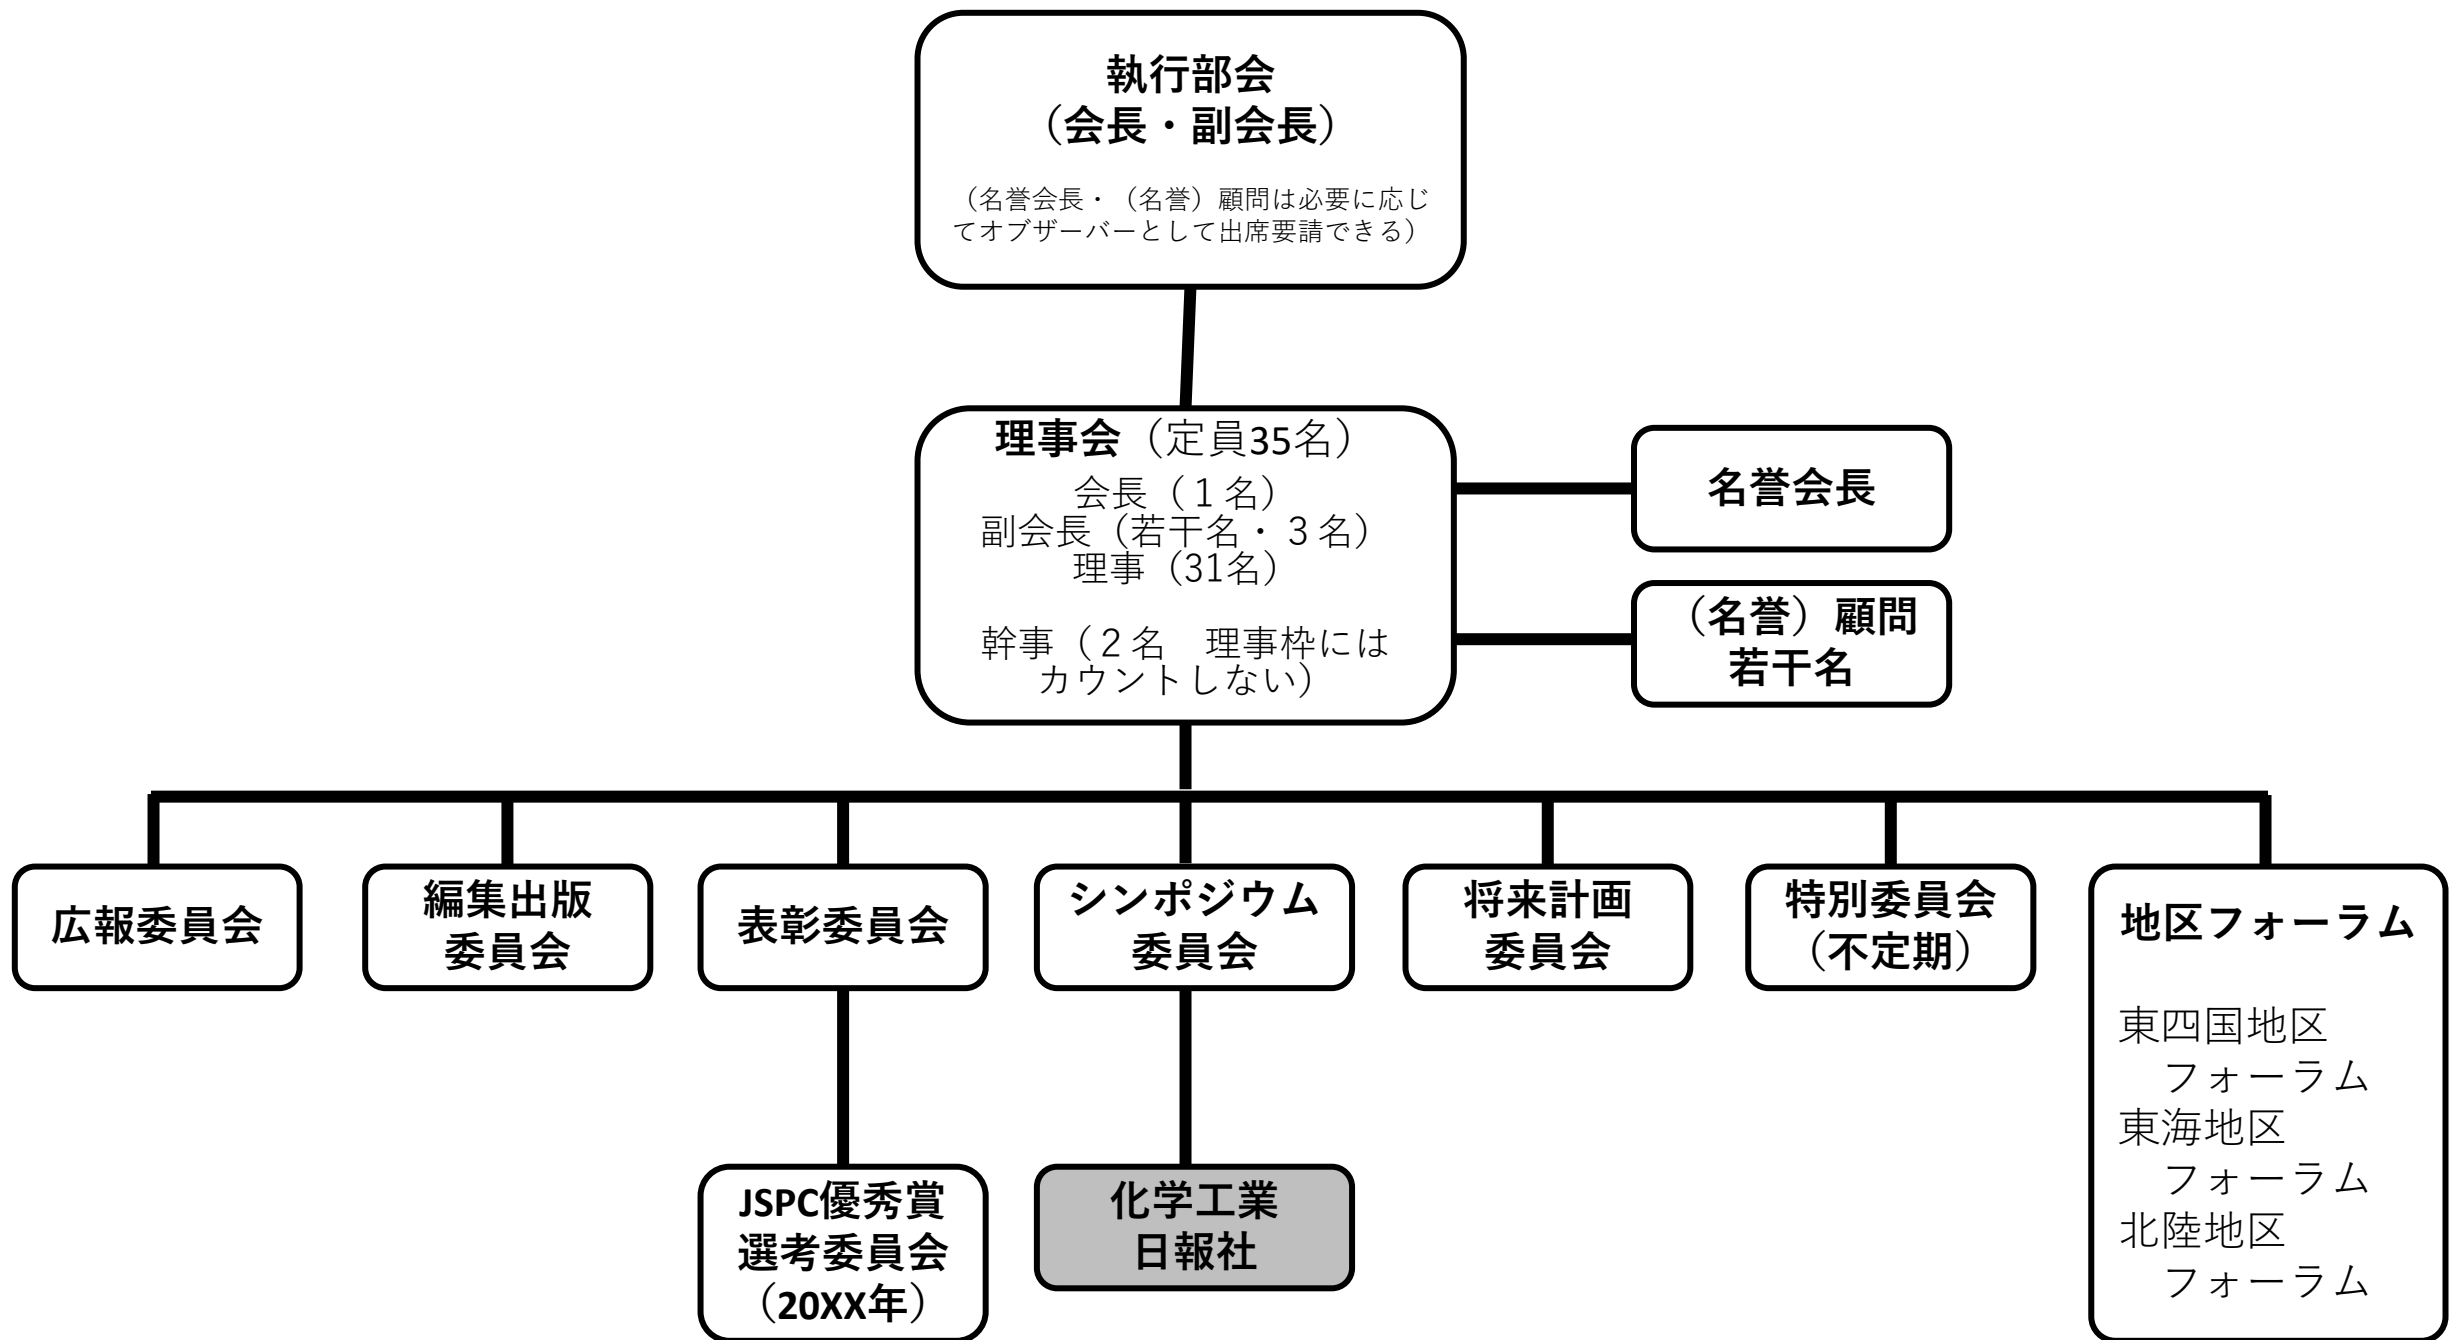 執行部会
（会長・副会長）
（名誉会長・（名誉）顧問は必要に応じ
てオブザーバーとして出席要請できる）
理事会（定員35名）
会長（１名）
副会長（若干名・３名）
理事（31名）
幹事（２名　理事枠には
カウントしない）
名誉会長
（名誉）顧問
若干名
広報委員会
編集出版
委員会
表彰委員会
シンポジウム
委員会
将来計画
委員会
特別委員会
（不定期）
地区フォーラム
東四国地区
フォーラム
東海地区
フォーラム
北陸地区
フォーラム
JSPC優秀賞
選考委員会
（20XX年）
化学工業
日報社